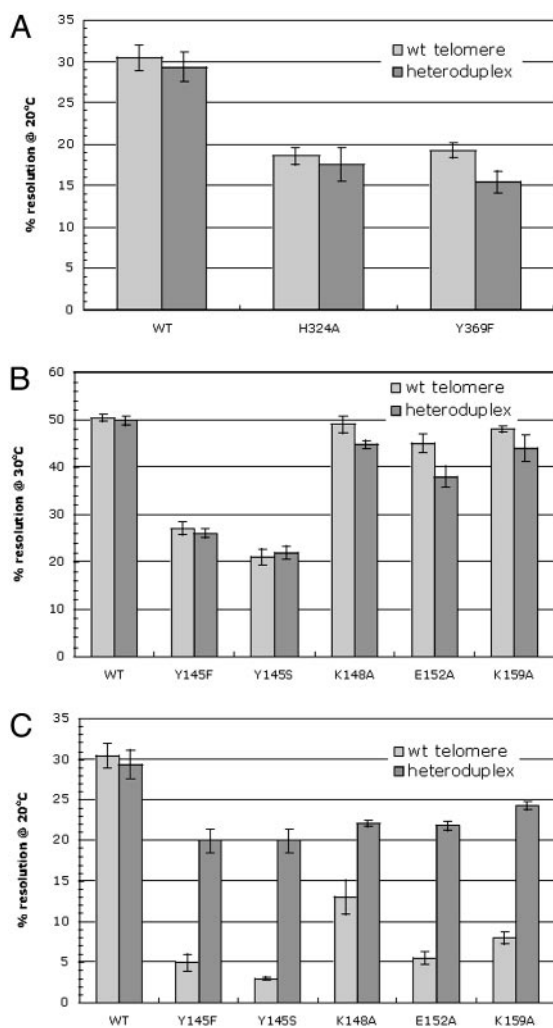 A
% resolution @ 20°C
35
30
25
20
15
10
5
0
wt telomere
heteroduplex
WT H324A Y369F
B
% resolution @ 30°C
60
50
40
30
20
10
0
wt telomere
heteroduplex
WT Y145F Y145S K148A E152A K159A
C
% resolution @ 20°C
35
30
25
20
15
10
5
0
wt telomere
heteroduplex
WT Y145F Y145S K148A E152A K159A